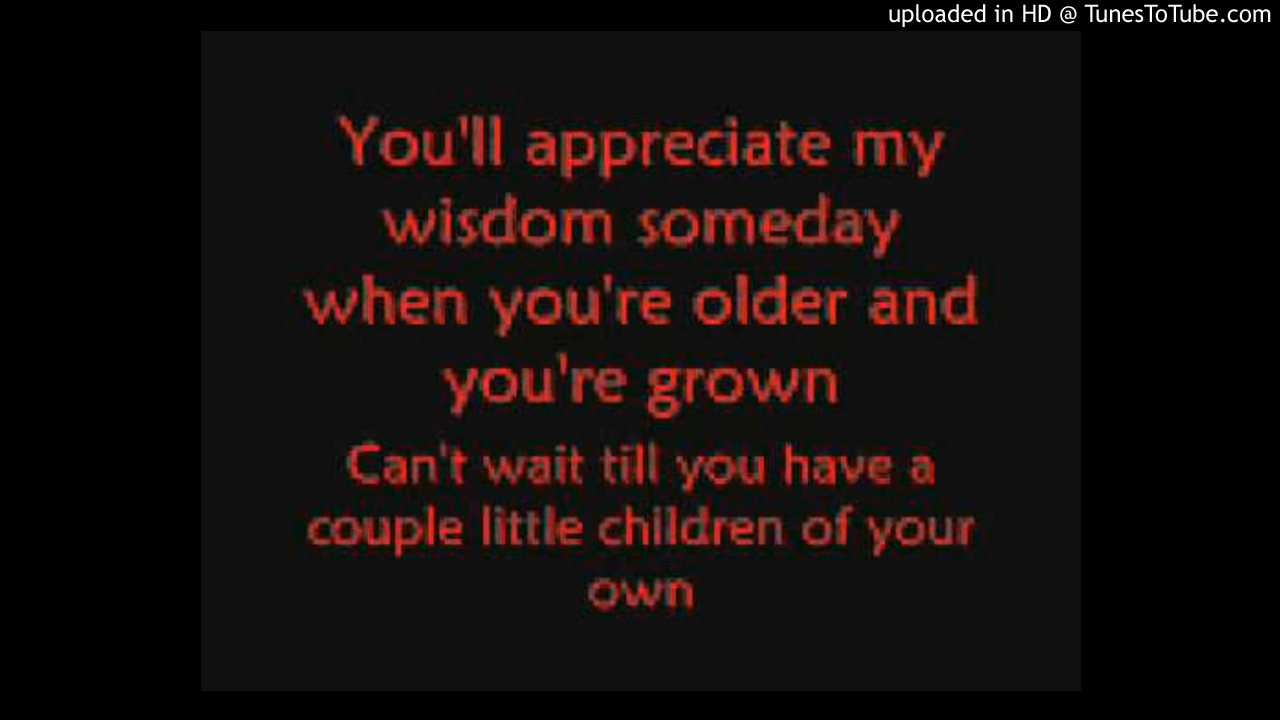 uploaded in HD @ TunesToTube.com
You'll appreciate my
wisdom someday
when you're older and
you're grown
Can't wait till you have a
couple little children of your
own